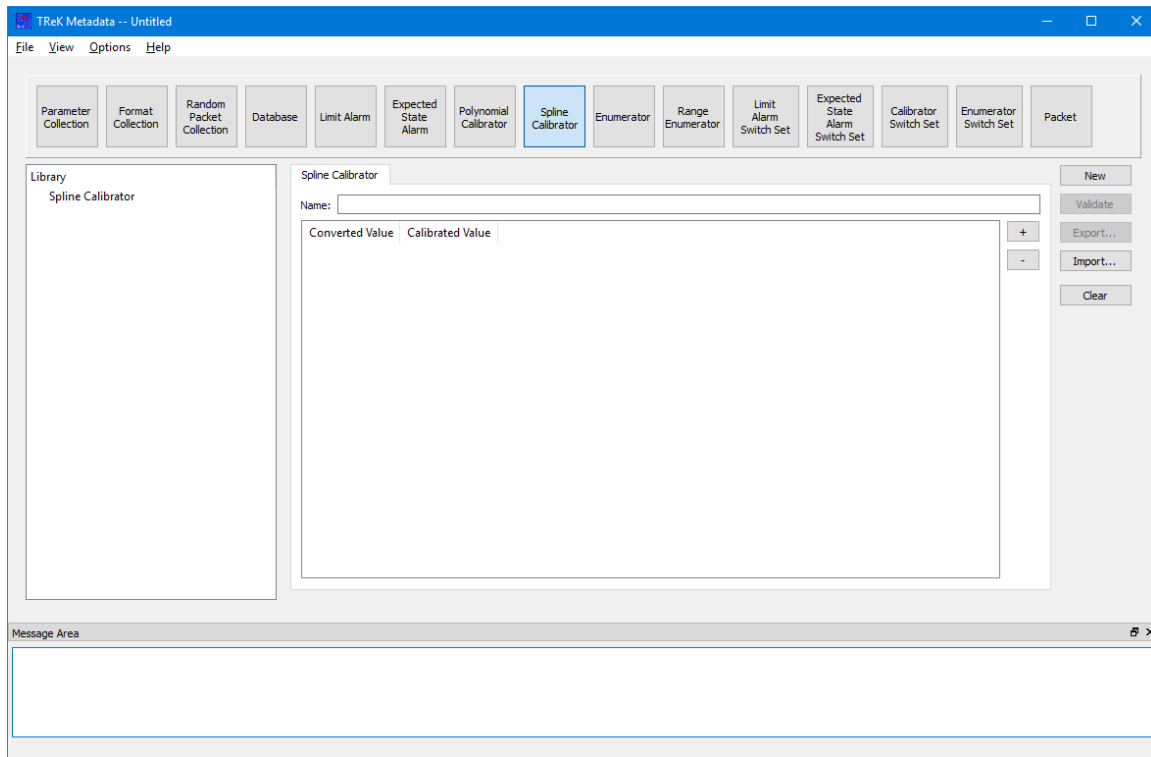 TReK Metadata -- Untitled
File View Options Help
Parameter Collection
Format Collection
Random Packet Collection
Database
Limit Alarm
Expected State Alarm
Polynomial Calibrator
Spline Calibrator
Enumerator
Range Enumerator
Limit Alarm Switch Set
Expected State Alarm Switch Set
Calibrator Switch Set
Enumerator Switch Set
Packet
Library
Spline Calibrator
Spline Calibrator
Name:
Converted Value Calibrated Value
+
-
New
Validate
Export...
Import...
Clear
Message Area